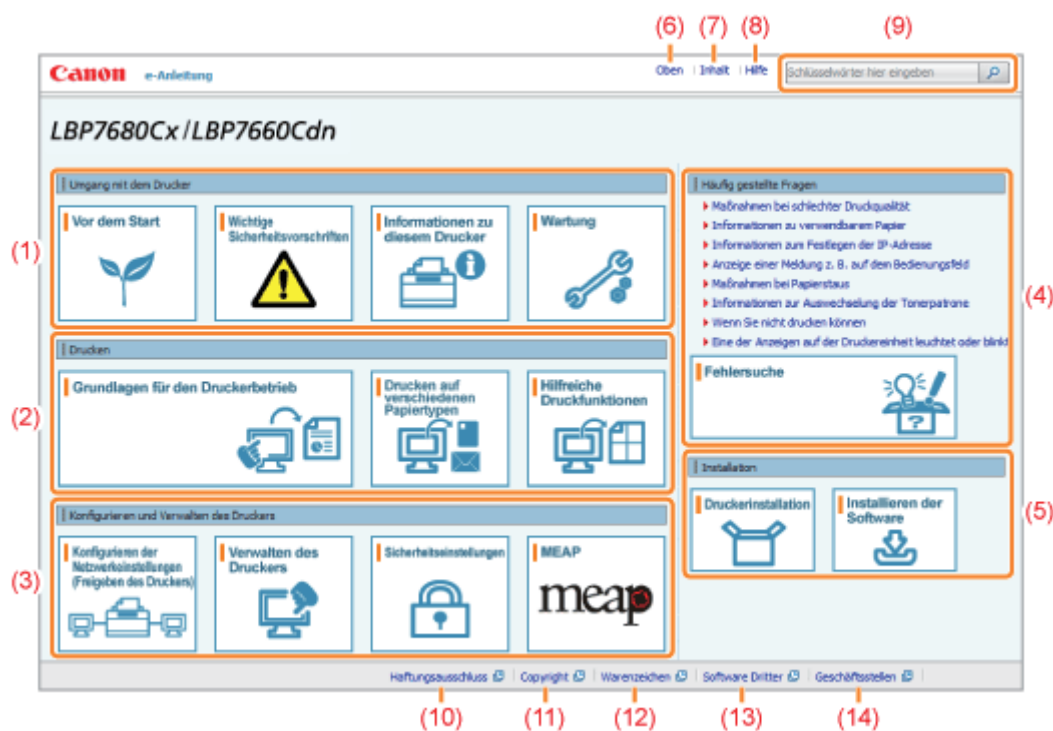 (6) (7) (8) (9)
Canon e-Anleitung
Oben Inhalt Hilfe
Schlüsselwörter hier eingeben
LBP7680Cx/LBP7660Cdn
(1)
Umgang mit dem Drucker
Vor dem Start
Wichtige
Sicherheitsvorschriften
Informationen zu
diesem Drucker
Wartung
(2)
Drucken
Grundlagen für den Druckerbetrieb
Drucken auf
verschiedenen
Papiertypen
Hilfreiche
Druckfunktionen
(3)
Konfigurieren und Verwalten des Druckers
Konfigurieren der
Netzwerkeinstellungen
(Freigeben des Druckers)
Verwalten des
Druckers
Sicherheitseinstellungen
MEAP
meap
Häufig gestellte Fragen
Maßnahmen bei schlechter Druckqualität
Informationen zu verwendbarem Papier
Informationen zum Festlegen der IP-Adresse
Anzeige einer Meldung z. B. auf dem Bedienungsfeld
Maßnahmen bei Papierstaus
Informationen zur Auswechselung der Tonerpatrone
Wenn Sie nicht drucken können
Eine der Anzeigen auf der Druckereinheit leuchtet oder blinkt
(4)
Fehlersuche
?
Installation
Druckerinstallation
Installieren der
Software
(5)
Haftungsausschluss Copyright Warenzeichen Software Dritter Geschäftsstellen
(10) (11) (12) (13) (14)